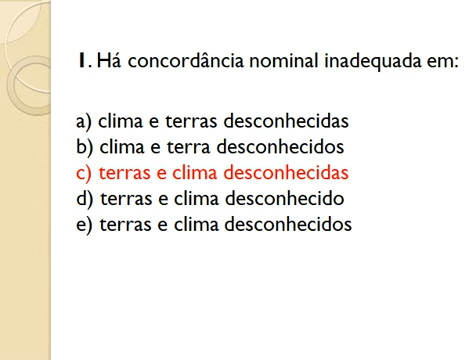 1. Há concordância nominal inadequada em:
a) clima e terras desconhecidas
b) clima e terra desconhecidos
c) terras e clima desconhecidas
d) terras e clima desconhecido
e) terras e clima desconhecidos